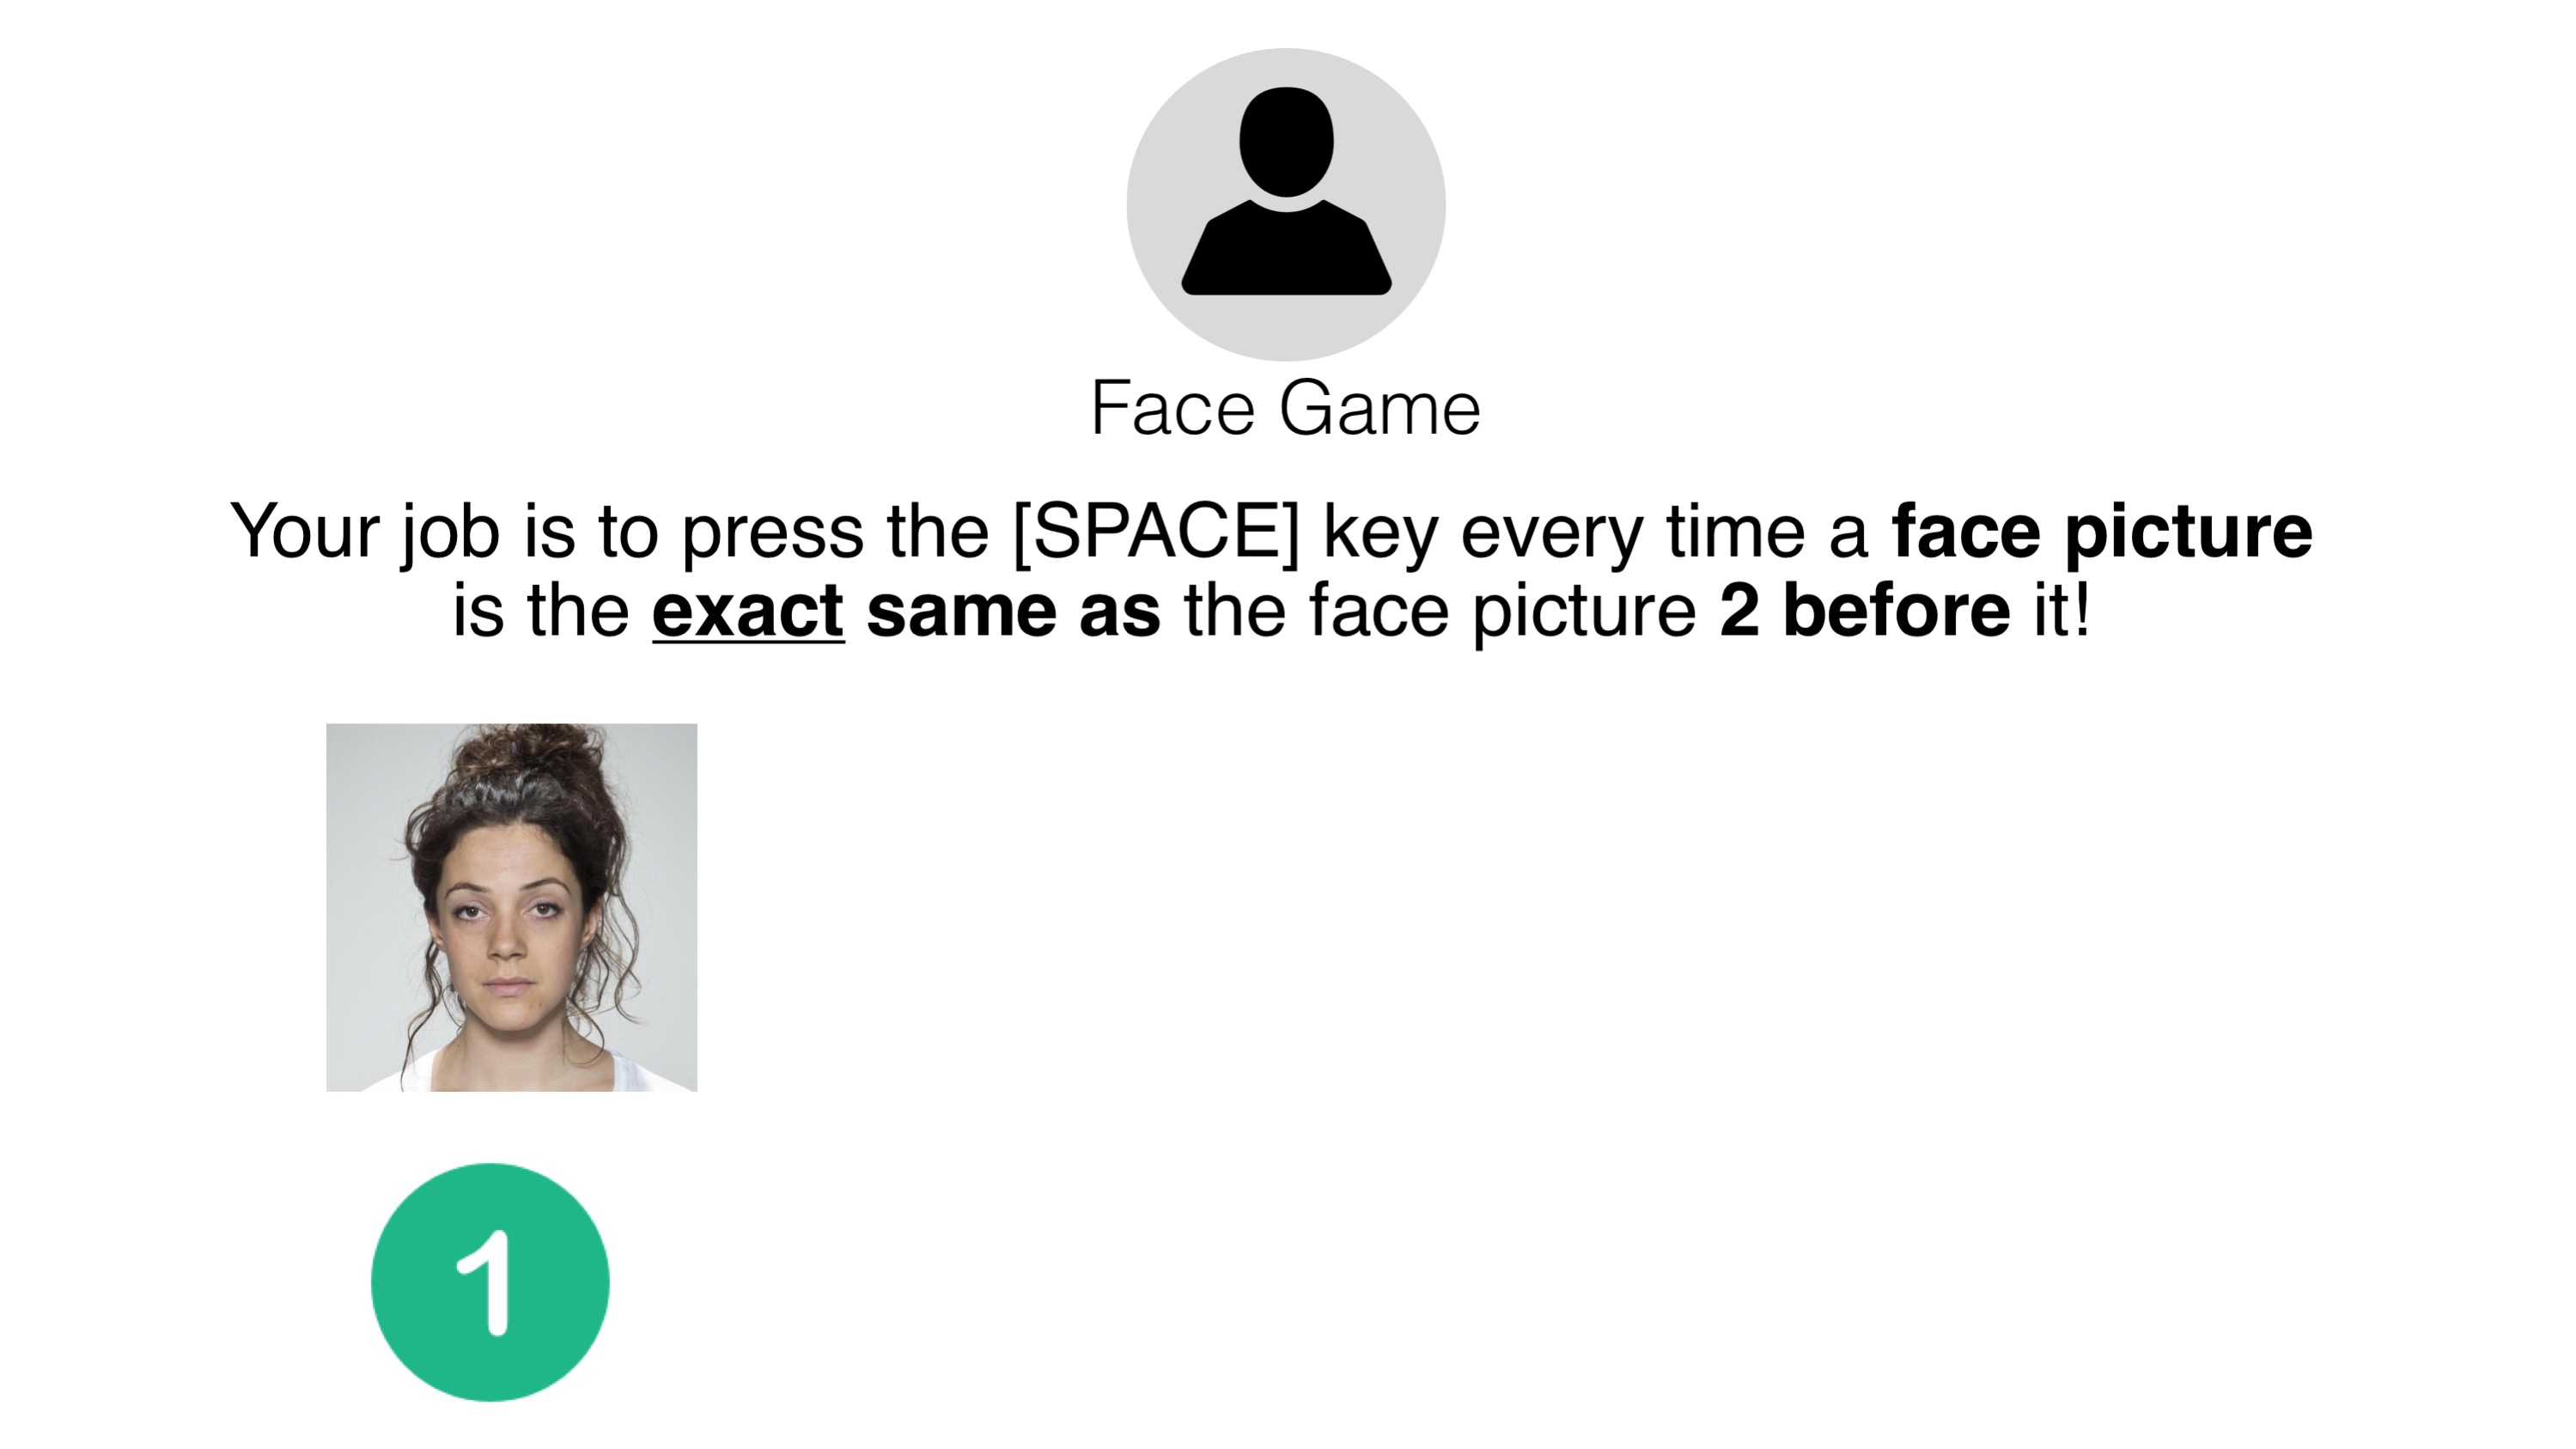 Face Game
Your job is to press the [SPACE] key every time a face picture
is the exact same as the face picture 2 before it!
1